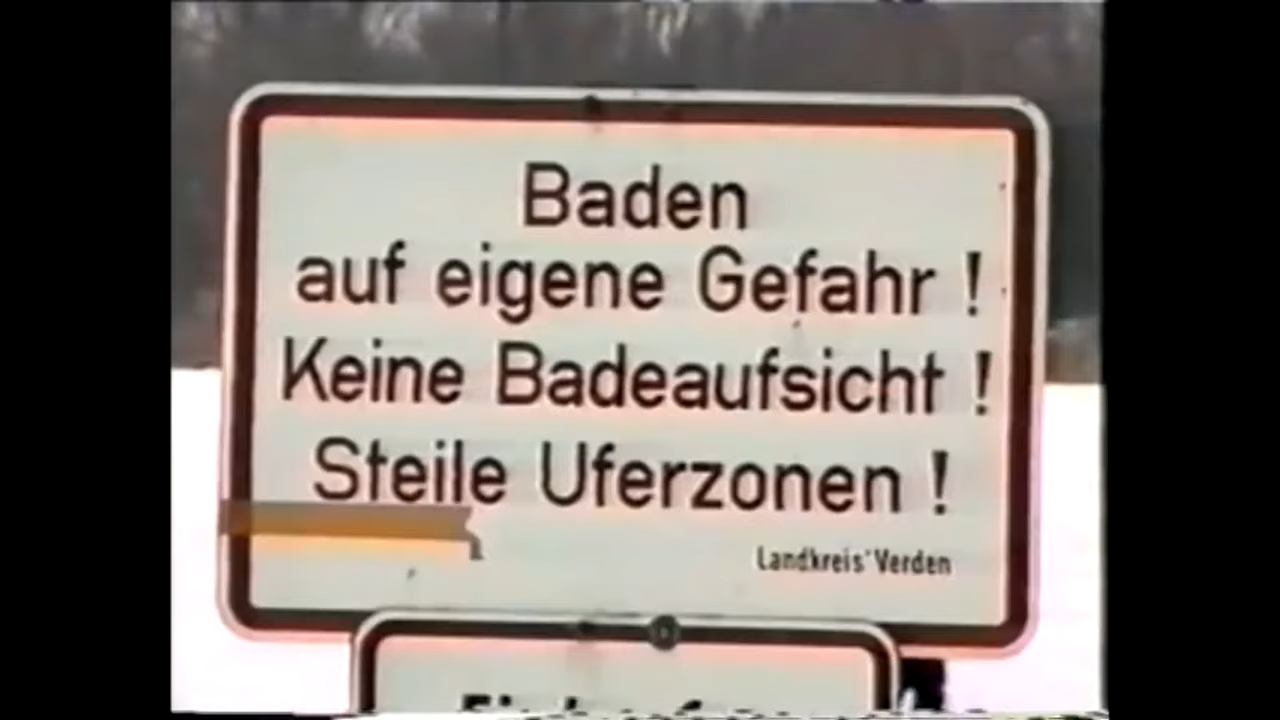 Baden
auf eigene Gefahr !
Keine Badeaufsicht !
Steile Uferzonen !
Landkreis Verden